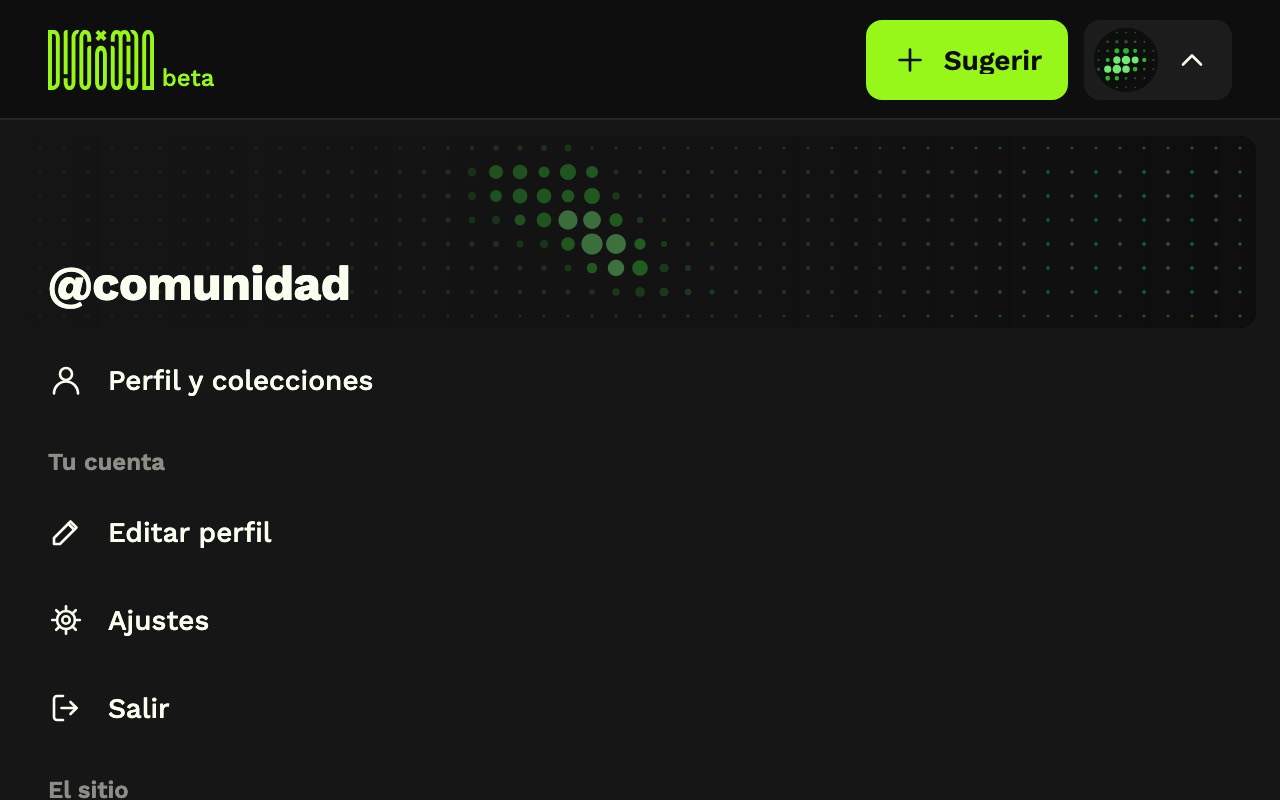 beta
Sugerir
@comunidad
Perfil y colecciones
Tu cuenta
Editar perfil
Ajustes
Salir
El sitio